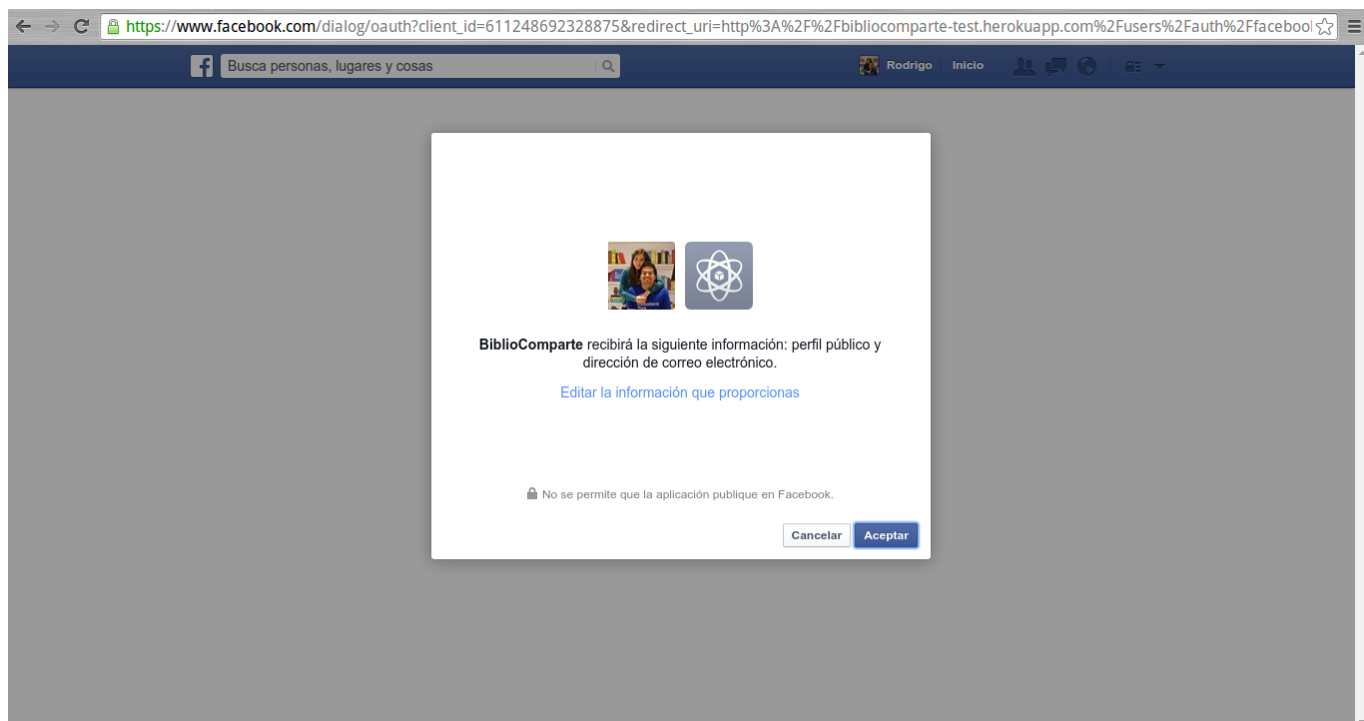 https://www.facebook.com/dialog/oauth?client_id=611248692328875&redirect_uri=http%3A%2F%2Fbibliocomparte-test.herokuapp.com%2Fusers%2Fauth%2Ffacebool
Busca personas, lugares y cosas
Rodrigo Inicio
BiblioComparte recibirá la siguiente información: perfil público y
dirección de correo electrónico.
Editar la información que proporcionas
No se permite que la aplicación publique en Facebook.
Cancelar Aceptar